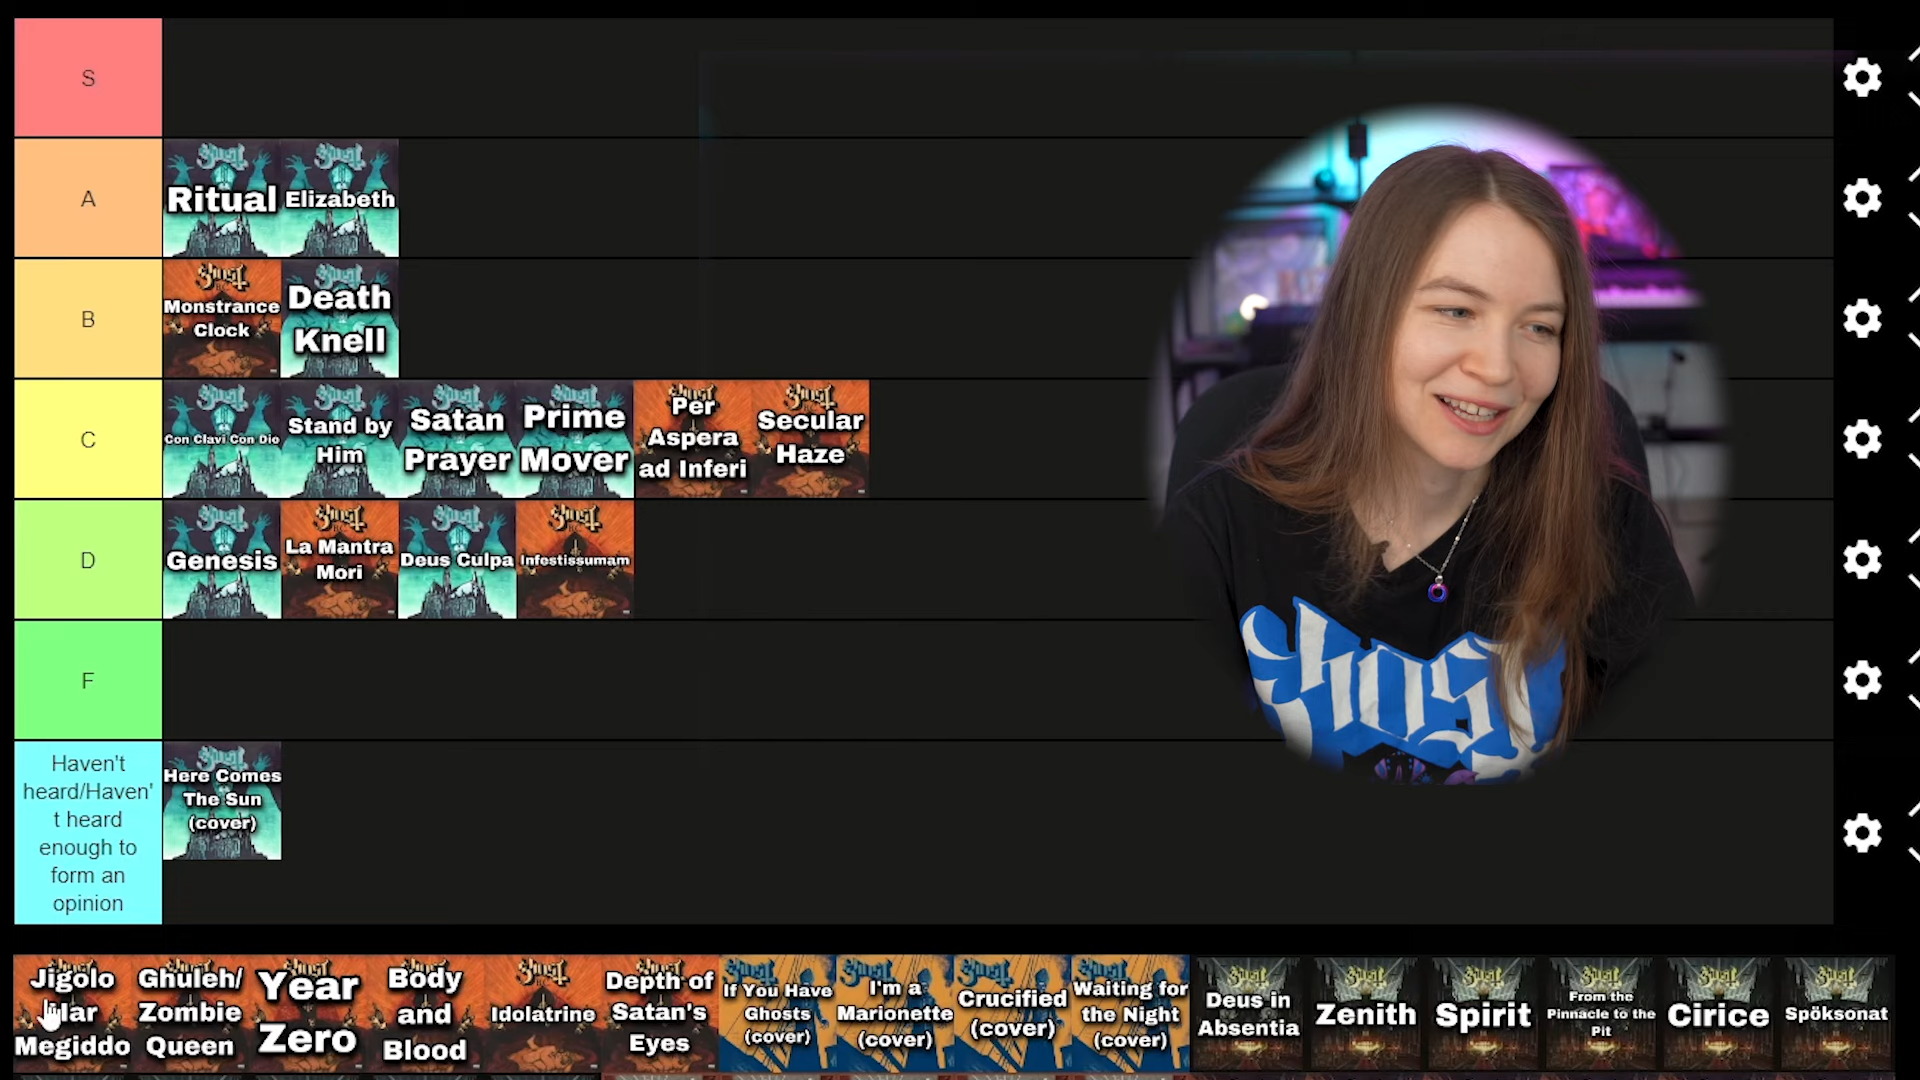 S
A
Ritual
Elizabeth
B
Monstrance
Clock
Death
Knell
C
Con Clavi Con Dio
Stand by
Him
Satan
Prayer
Prime
Mover
Per
Aspera
ad Inferi
Secular
Haze
D
Genesis
La Mantra
Mori
Deus Culpa
Infestissumam
F
Haven't
heard/Haven'
t heard
enough to
form an
opinion
Here Comes
The Sun
(cover)
Ghost
Jigolo
Har
Megiddo
Ghuleh/
Zombie
Queen
Year
Zero
Body
and
Blood
Idolatrine
Depth of
Satan's
Eyes
If You Have
Ghosts
(cover)
I'm a
Marionette
(cover)
Crucified
(cover)
Waiting for
the Night
(cover)
Deus in
Absentia
Zenith
Spirit
From the
Pinnacle to the
Pit
Cirice
Spöksonat